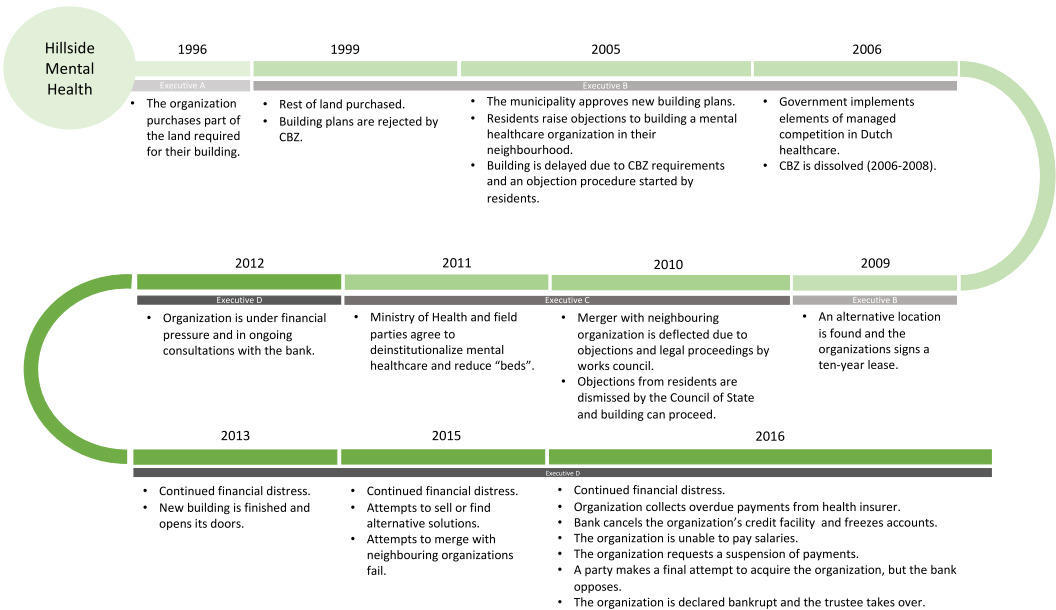 Hillside
Mental
Health
1996
Executive A
• The organization
purchases part of
the land required
for their building.
1999
2005
2006
Executive B
• Rest of land purchased.
• Building plans are rejected by
CBZ.
• The municipality approves new building plans.
• Residents raise objections to building a mental
healthcare organization in their
neighbourhood.
• Building is delayed due to CBZ requirements
and an objection procedure started by
residents.
• Government implements
elements of managed
competition in Dutch
healthcare.
• CBZ is dissolved (2006-2008).
2009
Executive B
• An alternative location
is found and the
organizations signs a
ten-year lease.
2010
2011
Executive C
• Merger with neighbouring
organization is deflected due to
objections and legal proceedings by
works council.
• Objections from residents are
dismissed by the Council of State
and building can proceed.
• Ministry of Health and field
parties agree to
deinstitutionalize mental
healthcare and reduce “beds”.
2012
Executive D
• Organization is under financial
pressure and in ongoing
consultations with the bank.
2013
2015
2016
Executive D
• Continued financial distress.
• New building is finished and
opens its doors.
• Continued financial distress.
• Attempts to sell or find
alternative solutions.
• Attempts to merge with
neighbouring organizations
fail.
• Continued financial distress.
• Organization collects overdue payments from health insurer.
• Bank cancels the organization’s credit facility and freezes accounts.
• The organization is unable to pay salaries.
• The organization requests a suspension of payments.
• A party makes a final attempt to acquire the organization, but the bank
opposes.
• The organization is declared bankrupt and the trustee takes over.